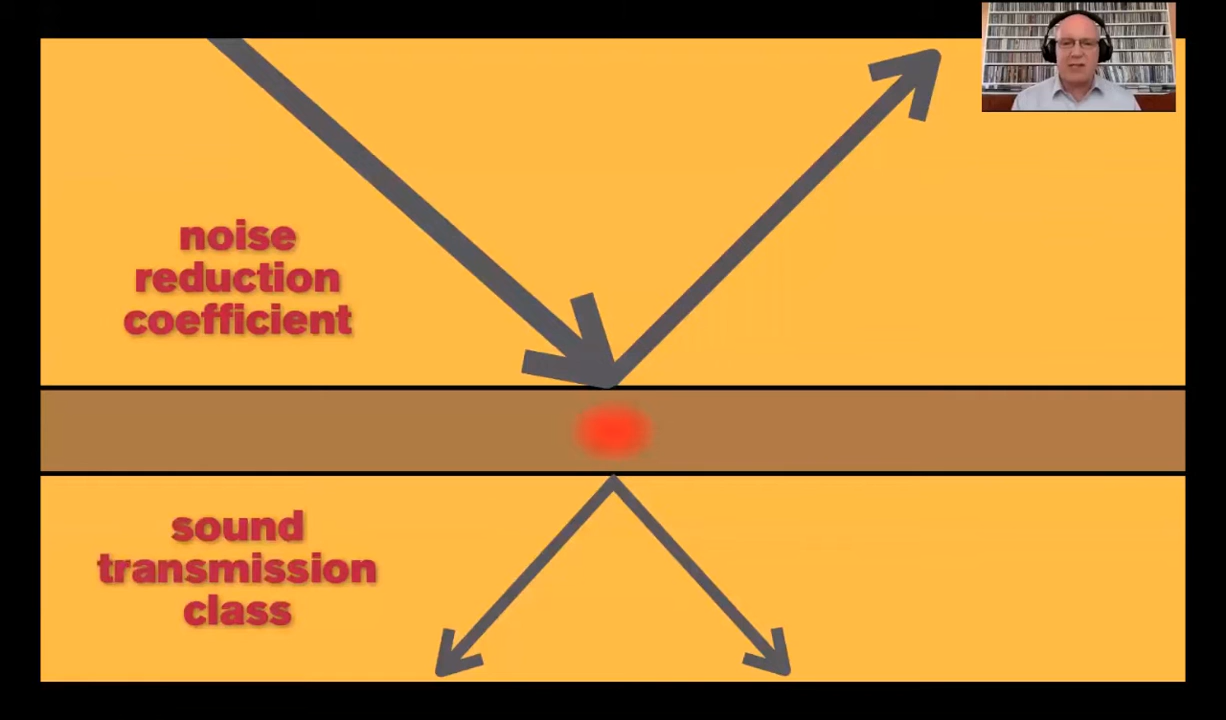 noise
reduction
coefficient
sound
transmission
class